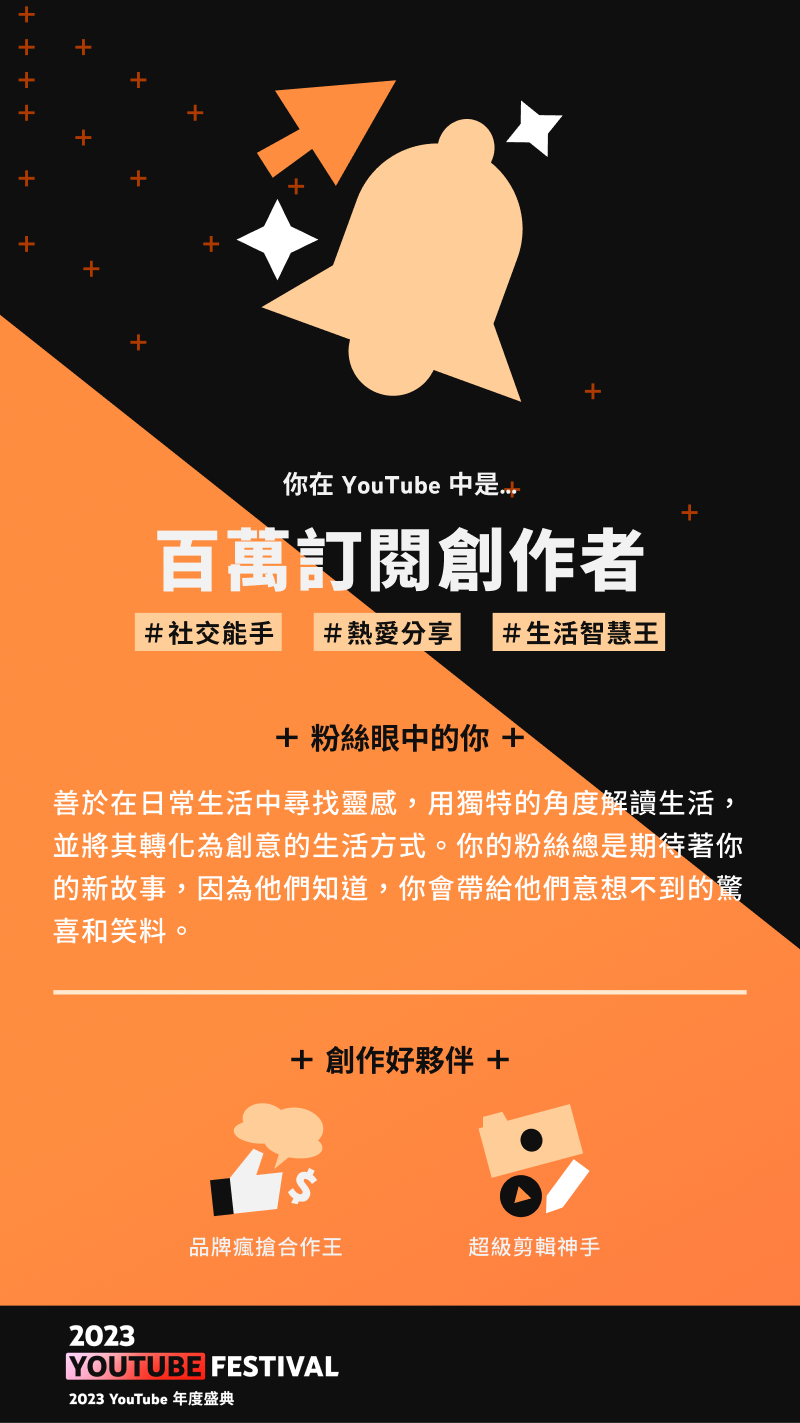 你在 YouTube 中是...
百萬訂閱創作者
#社交能手 #熱愛分享 #生活智慧王
+ 粉絲眼中的你 +
善於在日常生活中尋找靈感，用獨特的角度解讀生活，
並將其轉化為創意的生活方式。你的粉絲總是期待著你
的新故事，因為他們知道，你會帶給他們意想不到的驚
喜和笑料。
+ 創作好夥伴 +
$
品牌瘋搶合作王 超級剪輯神手
2023
YOUTUBE FESTIVAL
2023 YouTube 年度盛典